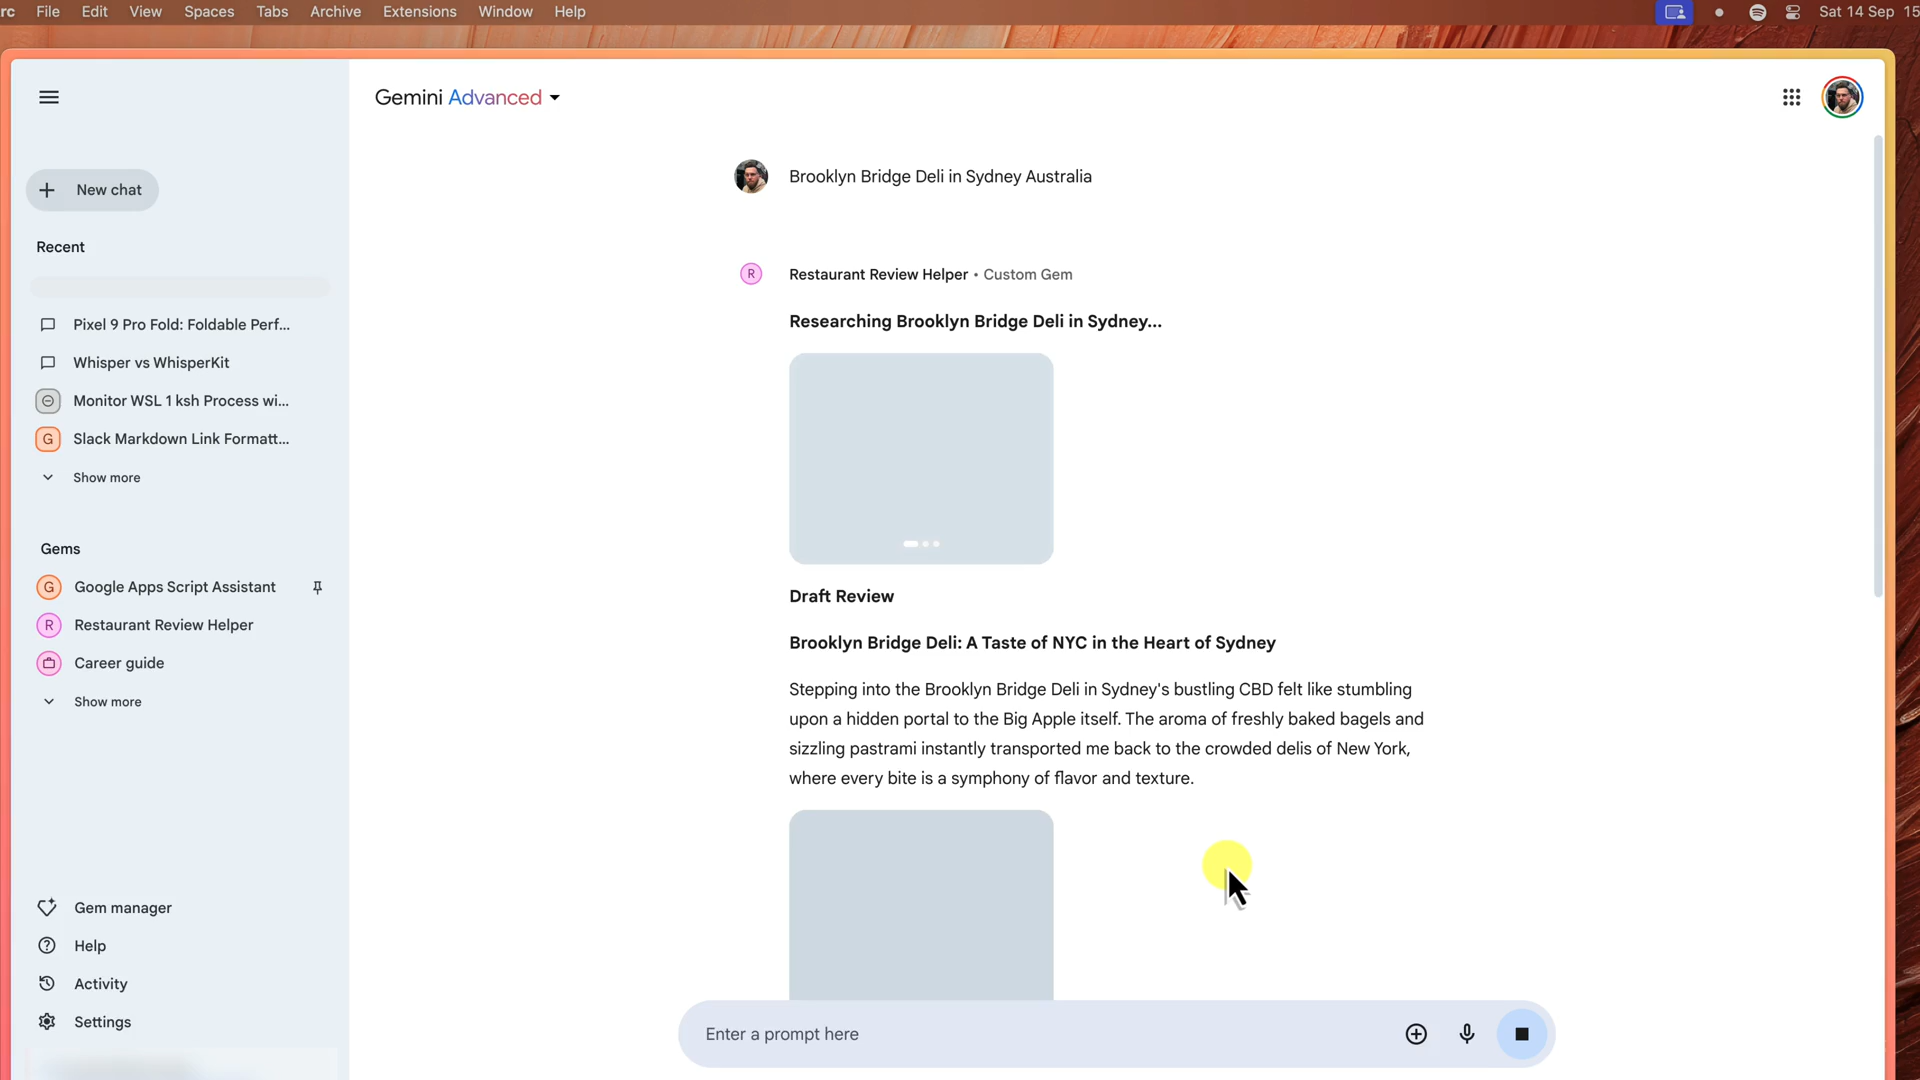 rc File Edit View Spaces Tabs Archive Extensions Window Help Sat 14 Sep 15
Gemini Advanced
New chat
Recent
Pixel 9 Pro Fold: Foldable Perf...
Whisper vs WhisperKit
Monitor WSL 1 ksh Process wi...
G Slack Markdown Link Formatt...
Show more
Gems
G Google Apps Script Assistant
R Restaurant Review Helper
Career guide
Show more
Gem manager
Help
Activity
Settings
Brooklyn Bridge Deli in Sydney Australia
R Restaurant Review Helper • Custom Gem
Researching Brooklyn Bridge Deli in Sydney...
Draft Review
Brooklyn Bridge Deli: A Taste of NYC in the Heart of Sydney
Stepping into the Brooklyn Bridge Deli in Sydney's bustling CBD felt like stumbling
upon a hidden portal to the Big Apple itself. The aroma of freshly baked bagels and
sizzling pastrami instantly transported me back to the crowded delis of New York,
where every bite is a symphony of flavor and texture.
Enter a prompt here